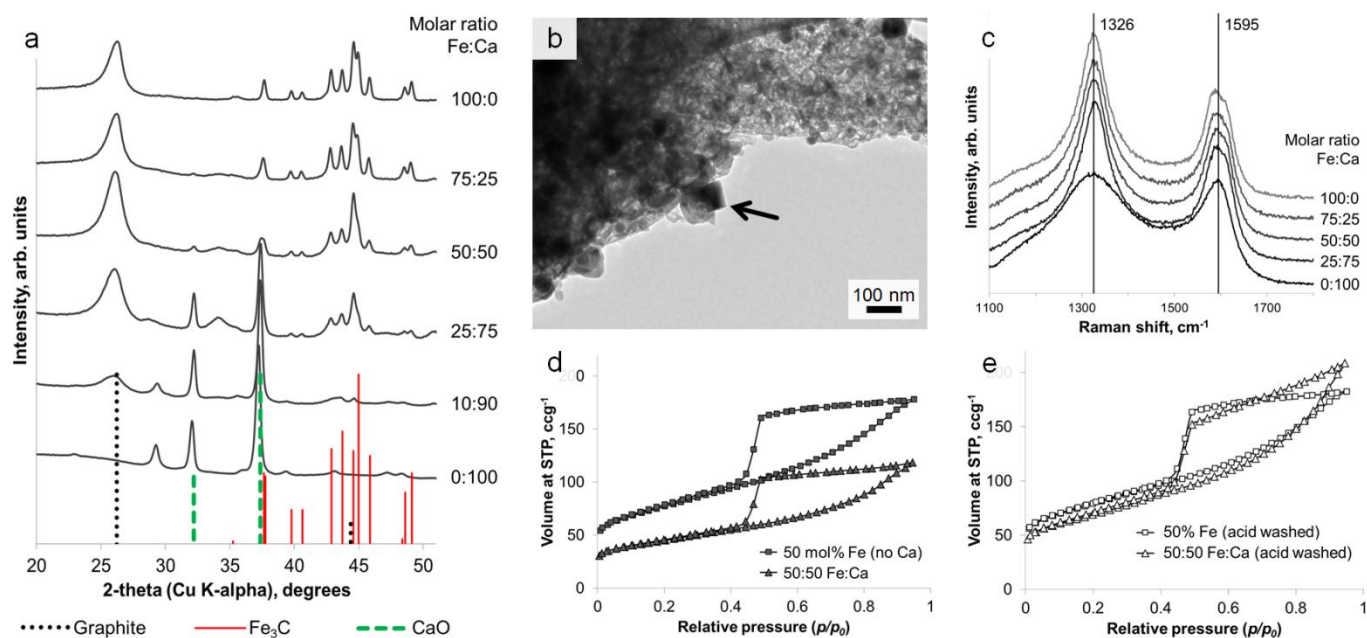 a
Molar ratio
Fe:Ca
100:0
75:25
50:50
25:75
10:90
0:100
Intensity, arb. units
20 25 30 35 40 45 50
2-theta (Cu K-alpha), degrees
Graphite Fe₃C CaO
b
100 nm
c
1326 1595
Molar ratio
Fe:Ca
100:0
75:25
50:50
25:75
0:100
Intensity, arb. units
1100 1300 1500 1700
Raman shift, cm⁻¹
d
200
150
100
50
0
Volume at STP, ccg⁻¹
50 mol% Fe (no Ca)
50:50 Fe:Ca
0 0.2 0.4 0.6 0.8 1
Relative pressure (p/p₀)
e
200
150
100
50
0
Volume at STP, ccg⁻¹
50% Fe (acid washed)
50:50 Fe:Ca (acid washed)
0 0.2 0.4 0.6 0.8 1
Relative pressure (p/p₀)